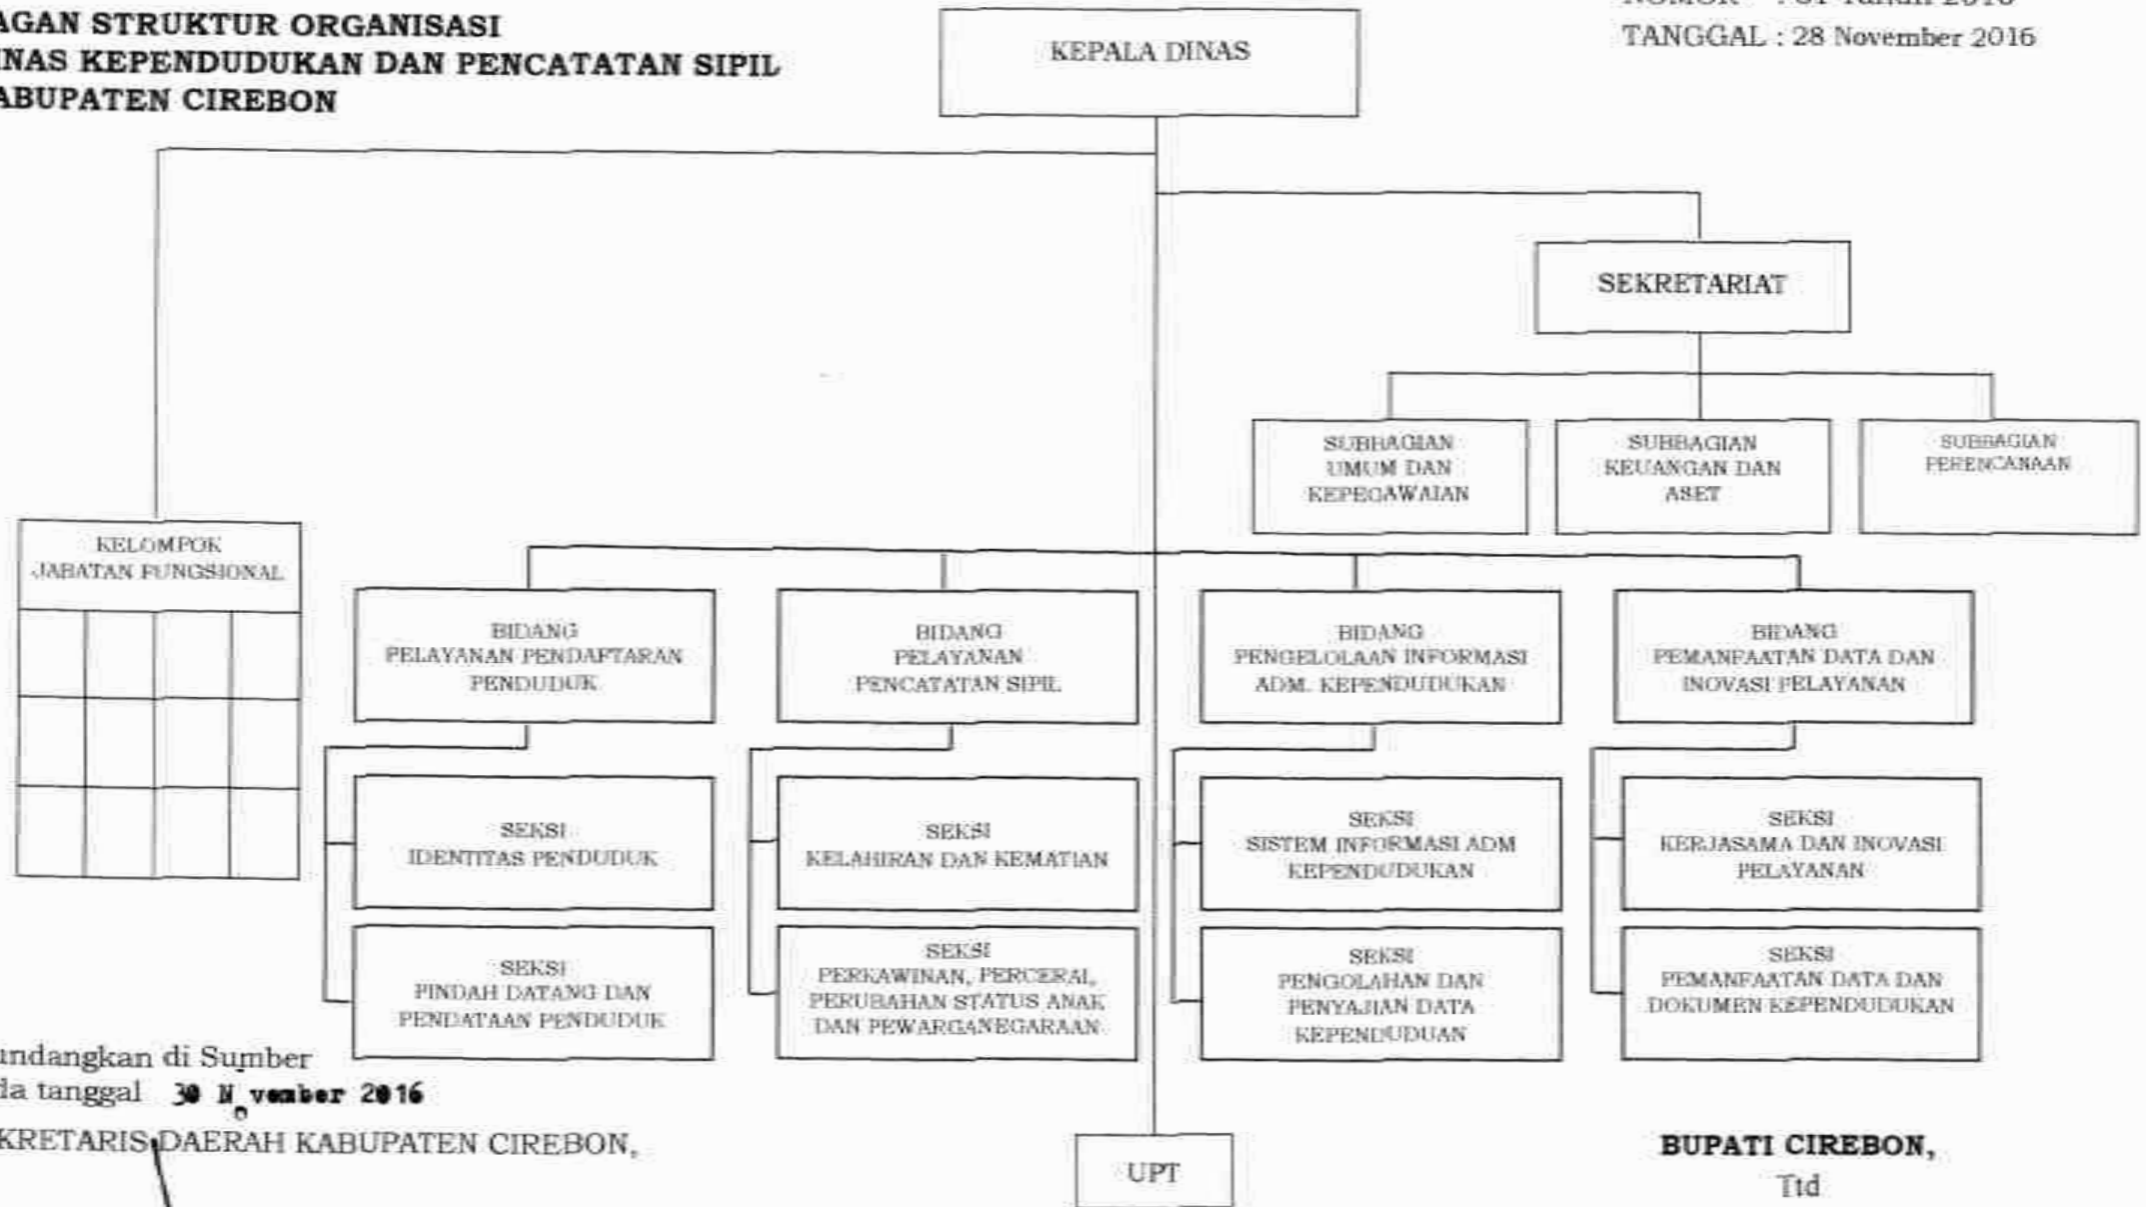 AGAN STRUKTUR ORGANISASI
INAS KEPENDUDUKAN DAN PENCATATAN SIPIL
ABUPATEN CIREBON
TANGGAL : 28 November 2016
KEPALA DINAS
SEKRETARIAT
SUBBAGIAN
UMUM DAN
KEPEGAWAIAN
SUBBAGIAN
KEUANGAN DAN
ASET
SUBBAGIAN
PERENCANAAN
KELOMPOK
JABATAN FUNGSIONAL
BIDANG
PELAYANAN PENDAFTARAN
PENDUDUK
BIDANG
PELAYANAN
PENCATATAN SIPIL
BIDANG
PENGELOLAAN INFORMASI
ADM. KEPENDUDUKAN
BIDANG
PEMANFAATAN DATA DAN
INOVASI PELAYANAN
SEKSI
IDENTITAS PENDUDUK
SEKSI
KELAHIRAN DAN KEMATIAN
SEKSI
SISTEM INFORMASI ADM
KEPENDUDUKAN
SEKSI
KERJASAMA DAN INOVASI
PELAYANAN
SEKSI
PINDAH DATANG DAN
PENDATAAN PENDUDUK
SEKSI
PERKAWINAN, PERCERAI,
PERUBAHAN STATUS ANAK
DAN PEWARGANEGARAAN
SEKSI
PENGOLAHAN DAN
PENYAJIAN DATA
KEPENDUDUAN
SEKSI
PEMANFAATAN DATA DAN
DOKUMEN KEPENDUDUKAN
undangkan di Sumber
da tanggal 30 November 2016
KRETARIS DAERAH KABUPATEN CIREBON,
UPT
BUPATI CIREBON,
Ttd